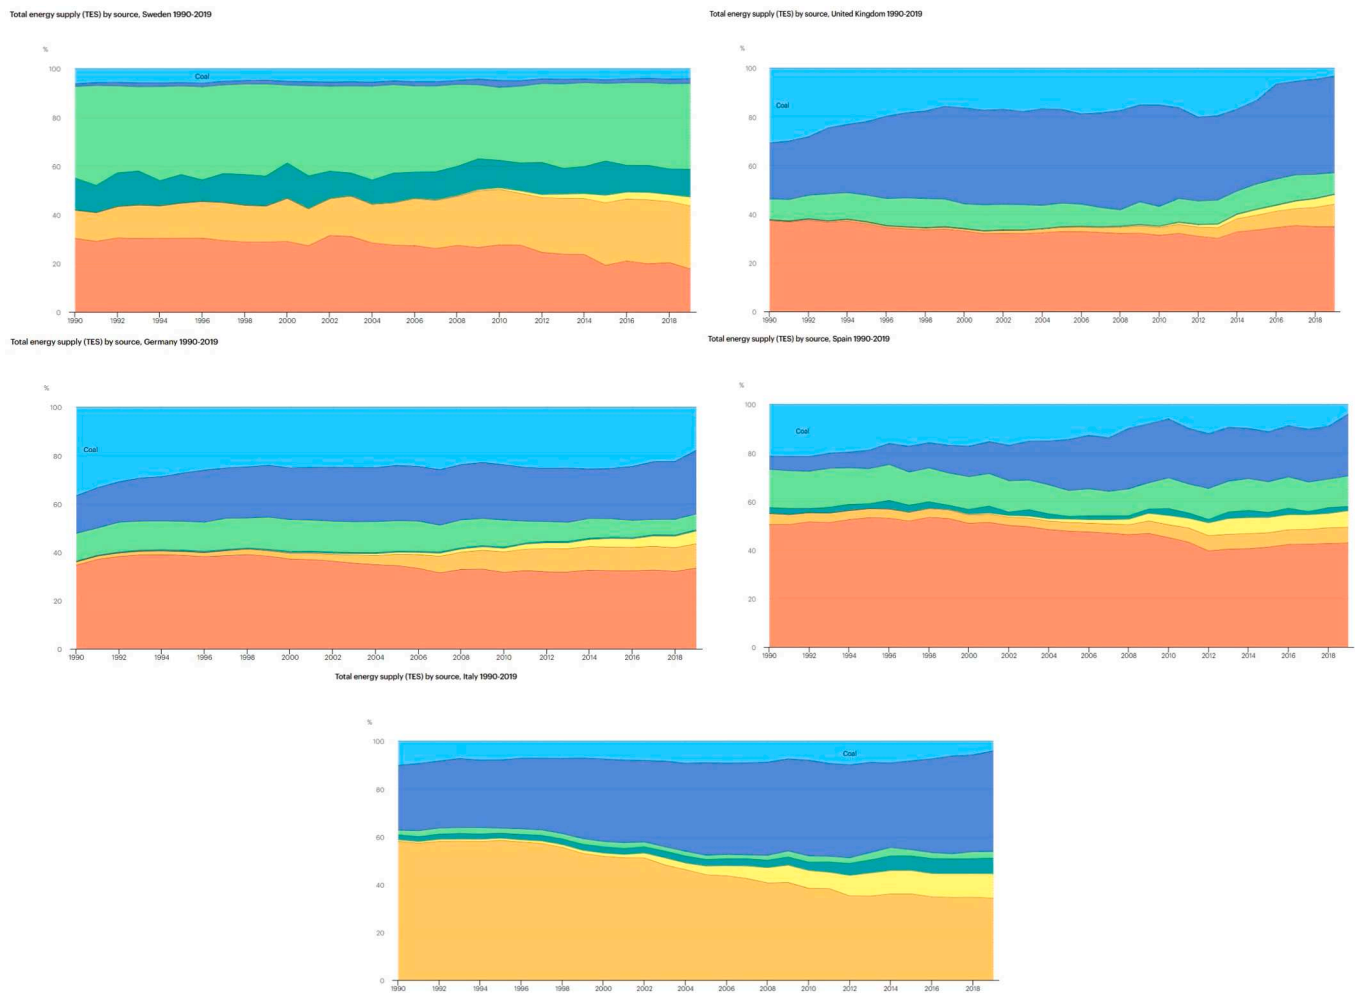 Total energy supply (TES) by source, Sweden 1990-2019
%
100
80
60
40
20
0
Coal
1990 1992 1994 1996 1998 2000 2002 2004 2006 2008 2010 2012 2014 2016 2018
Total energy supply (TES) by source, United Kingdom 1990-2019
%
100
80
60
40
20
0
Coal
1990 1992 1994 1996 1998 2000 2002 2004 2006 2008 2010 2012 2014 2016 2018
Total energy supply (TES) by source, Germany 1990-2019
%
100
80
60
40
20
0
Coal
1990 1992 1994 1996 1998 2000 2002 2004 2006 2008 2010 2012 2014 2016 2018
Total energy supply (TES) by source, Spain 1990-2019
%
100
80
60
40
20
0
Coal
1990 1992 1994 1996 1998 2000 2002 2004 2006 2008 2010 2012 2014 2016 2018
Total energy supply (TES) by source, Italy 1990-2019
%
100
80
60
40
20
0
Coal
1990 1992 1994 1996 1998 2000 2002 2004 2006 2008 2010 2012 2014 2016 2018